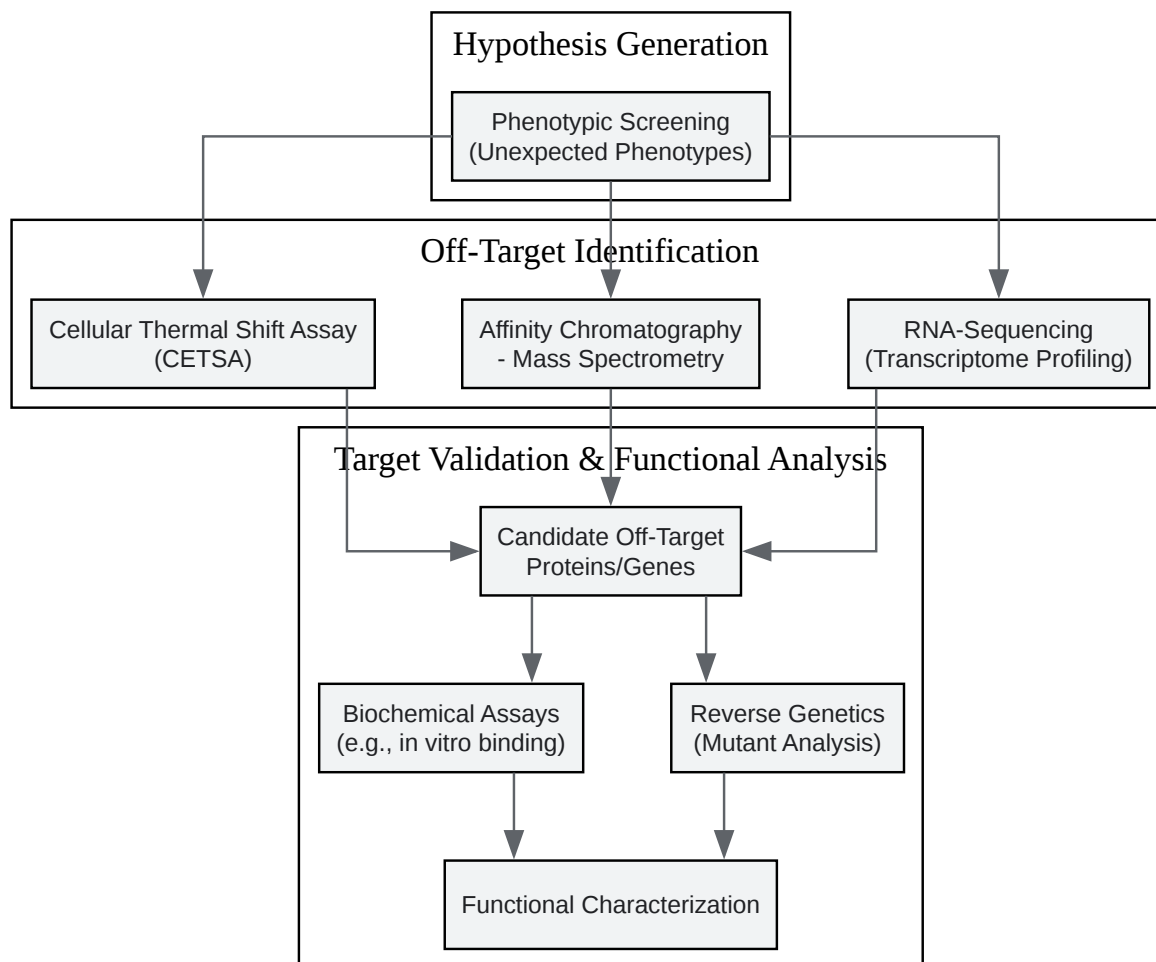 Hypothesis Generation
Phenotypic Screening
(Unexpected Phenotypes)
Off-Target Identification
Cellular Thermal Shift Assay
(CETSA)
Affinity Chromatography
- Mass Spectrometry
RNA-Sequencing
(Transcriptome Profiling)
Target Validation & Functional Analysis
Candidate Off-Target
Proteins/Genes
Biochemical Assays
(e.g., in vitro binding)
Reverse Genetics
(Mutant Analysis)
Functional Characterization